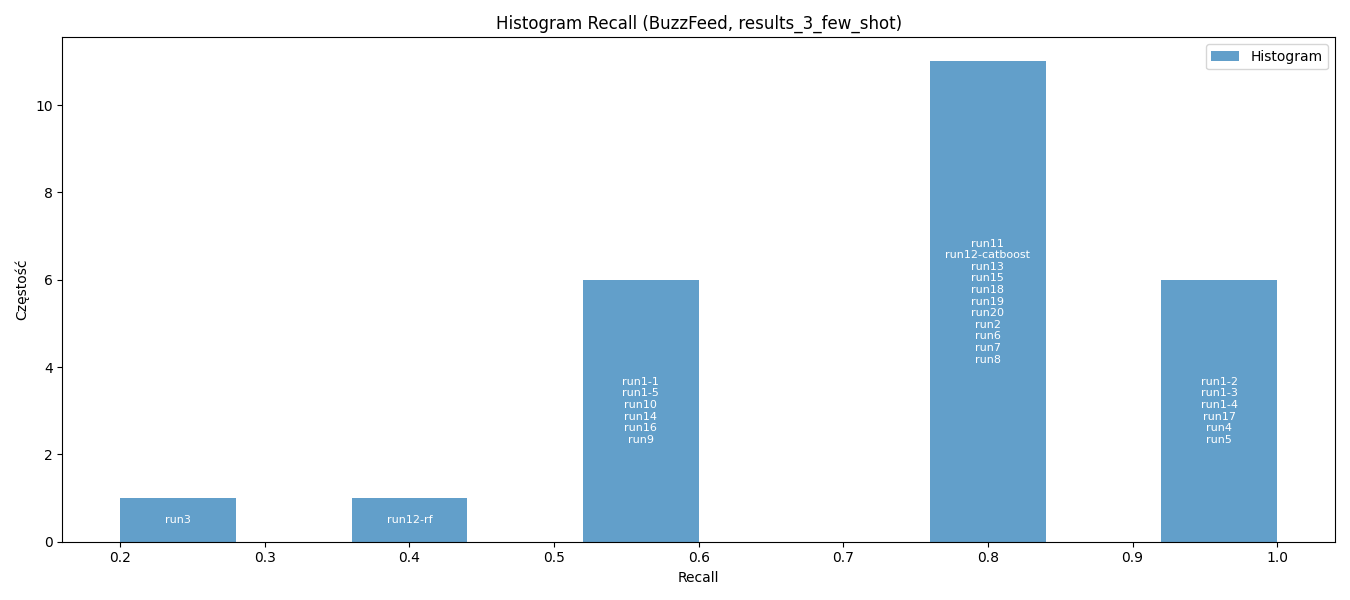 Histogram Recall (BuzzFeed, results_3_few_shot)
Histogram
Częstość
10
8
6
4
2
0
run3
run12-rf
run1-1
run1-5
run10
run14
run16
run9
run11
run12-catboost
run13
run15
run18
run19
run20
run2
run6
run7
run8
run1-2
run1-3
run1-4
run17
run4
run5
0.2 0.3 0.4 0.5 0.6 0.7 0.8 0.9 1.0
Recall